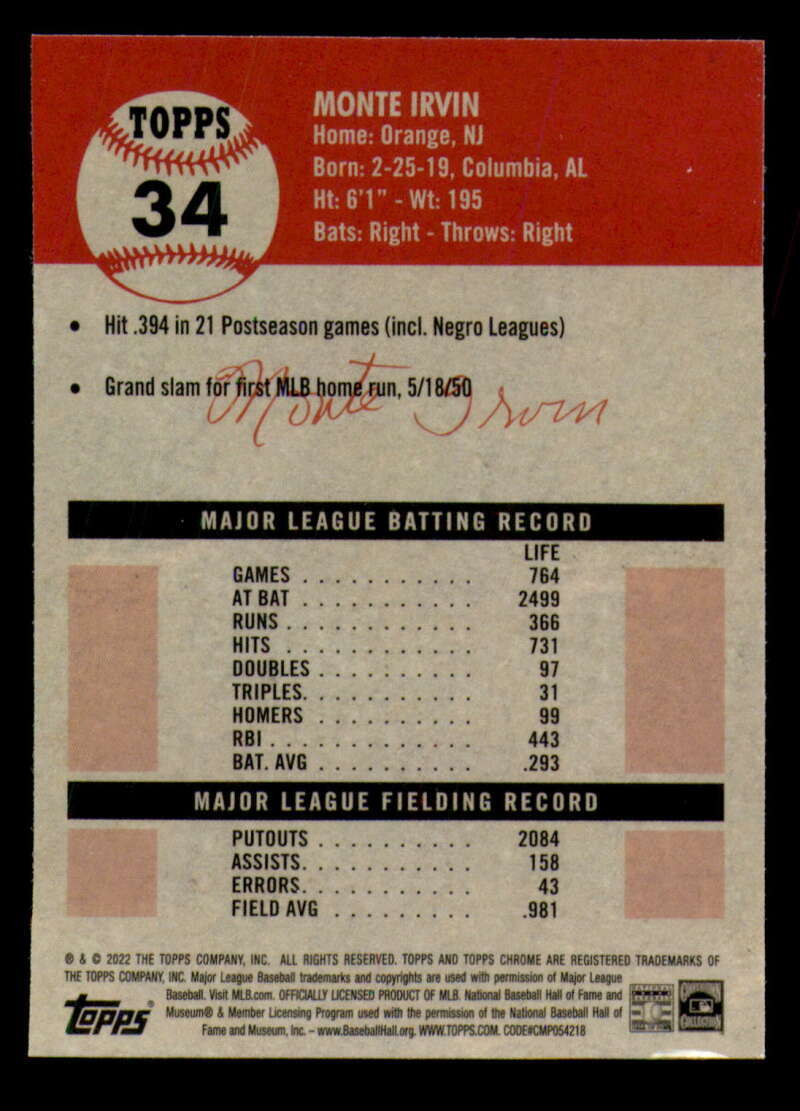 TOPPS
34
MONTE IRVIN
Home: Orange, NJ
Born: 2-25-19, Columbia, AL
Ht: 6'1" - Wt: 195
Bats: Right - Throws: Right
• Hit .394 in 21 Postseason games (incl. Negro Leagues)
• Grand slam for first MLB home run, 5/18/50
Monte Irvin
MAJOR LEAGUE BATTING RECORD
LIFE
GAMES . . . . . . . . . . . 764
AT BAT . . . . . . . . . . . 2499
RUNS . . . . . . . . . . . . 366
HITS . . . . . . . . . . . . 731
DOUBLES . . . . . . . . . . 97
TRIPLES. . . . . . . . . . . 31
HOMERS . . . . . . . . . . 99
RBI . . . . . . . . . . . . . 443
BAT. AVG . . . . . . . . . . .293
MAJOR LEAGUE FIELDING RECORD
PUTOUTS . . . . . . . . . . 2084
ASSISTS. . . . . . . . . . . 158
ERRORS. . . . . . . . . . . 43
FIELD AVG . . . . . . . . . .981
® & © 2022 THE TOPPS COMPANY, INC. ALL RIGHTS RESERVED. TOPPS AND TOPPS CHROME ARE REGISTERED TRADEMARKS OF
THE TOPPS COMPANY, INC. Major League Baseball trademarks and copyrights are used with permission of Major League
Baseball. Visit MLB.com. OFFICIALLY LICENSED PRODUCT OF MLB. National Baseball Hall of Fame and
Museum® & Member Licensing Program used with the permission of the National Baseball Hall of
Fame and Museum, Inc. – www.BaseballHall.org. WWW.TOPPS.COM. CODE#CMP054218
Topps®
COOPERSTOWN
COLLECTION